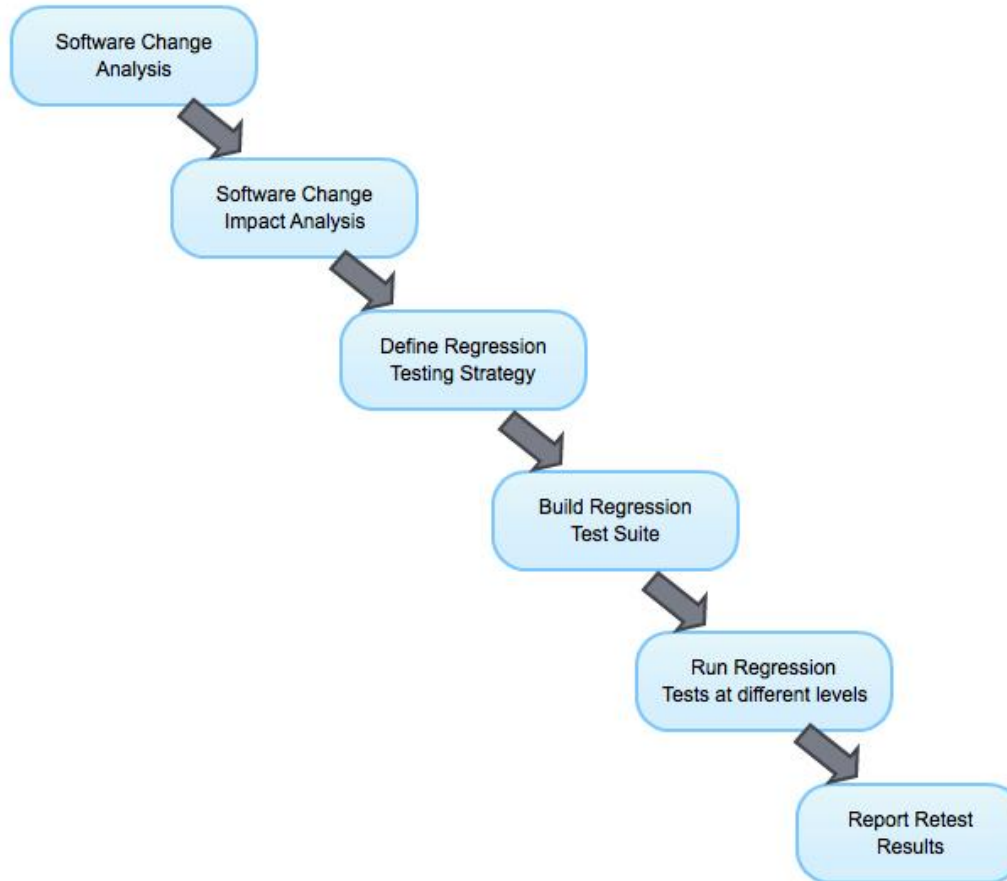 Software Change
Analysis
Software Change
Impact Analysis
Define Regression
Testing Strategy
Build Regression
Test Suite
Run Regression
Tests at different levels
Report Retest
Results